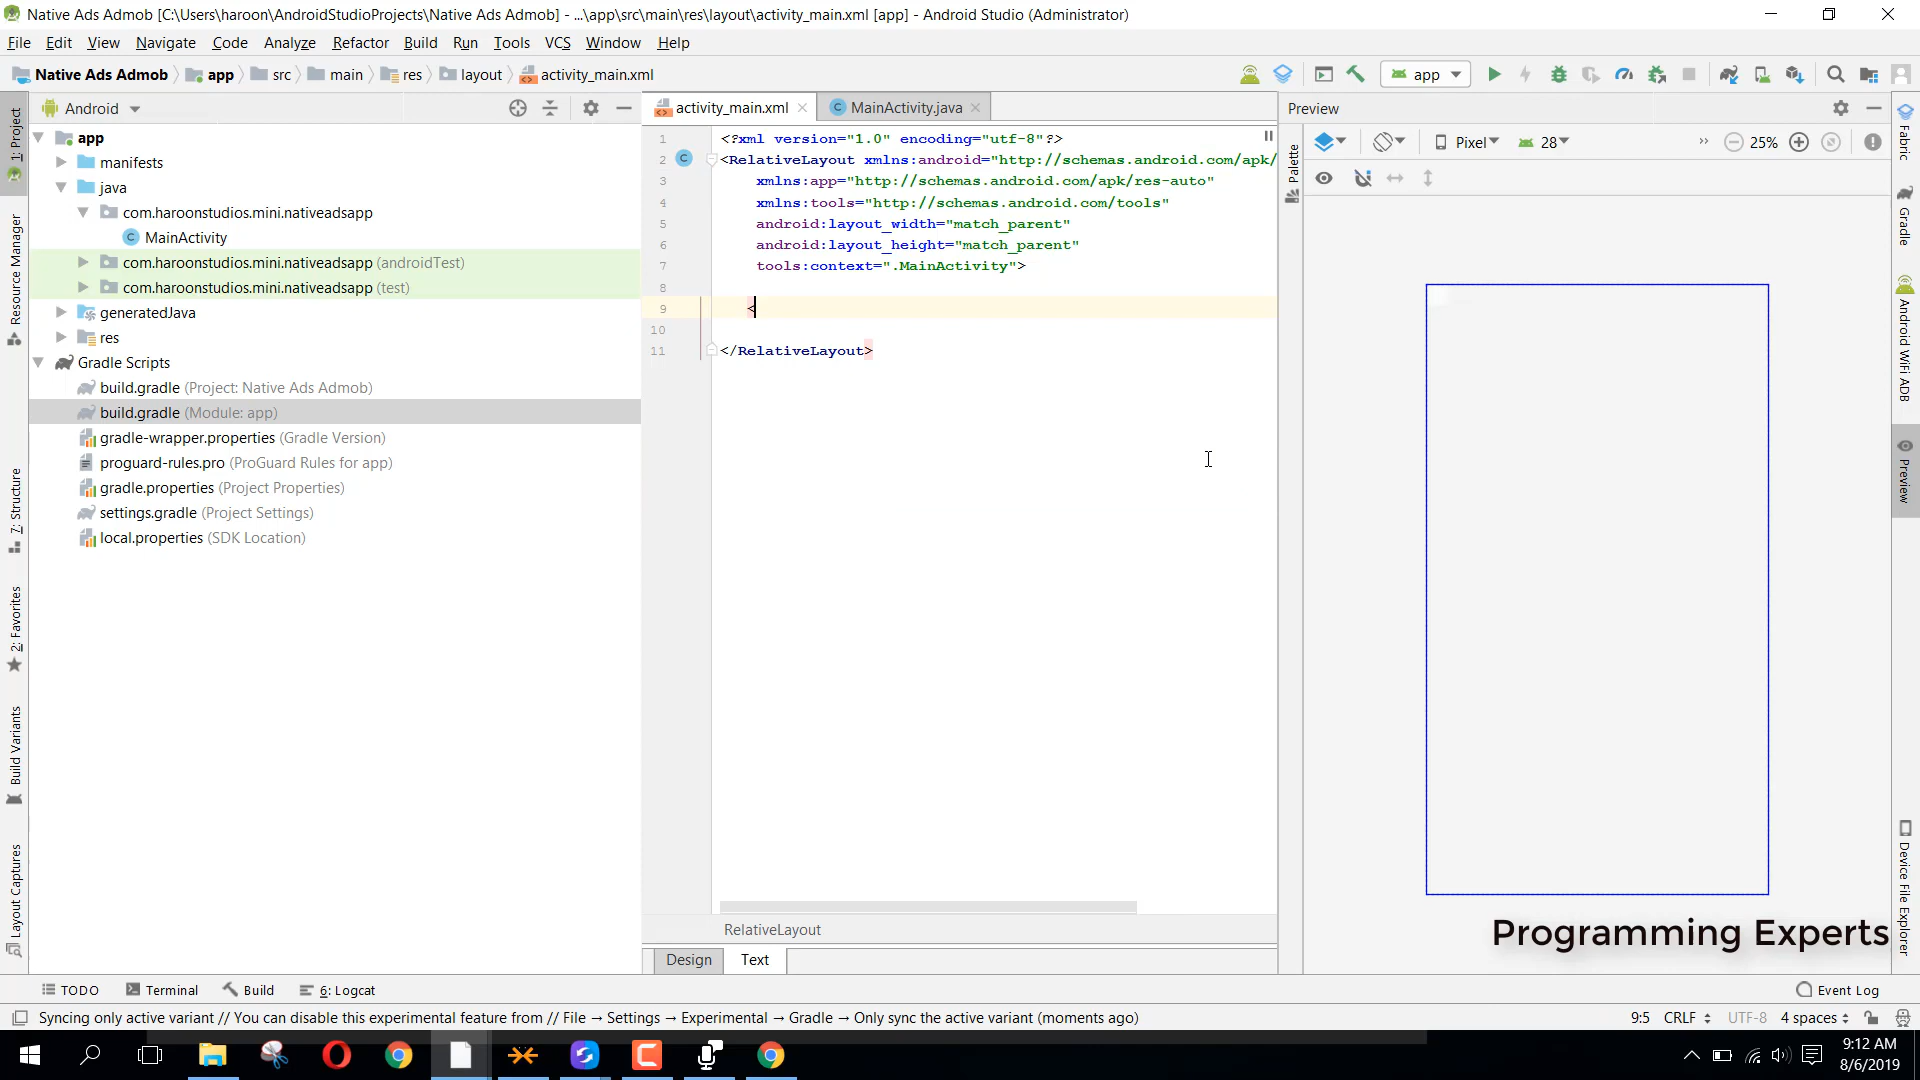 Native Ads Admob [C:\Users\haroon\AndroidStudioProjects\Native Ads Admob] - ...\app\src\main\res\layout\activity_main.xml [app] - Android Studio (Administrator)
File Edit View Navigate Code Analyze Refactor Build Run Tools VCS Window Help
Native Ads Admob app src main res layout activity_main.xml app
Android activity_main.xml MainActivity.java Preview
app
manifests
java
com.haroonstudios.mini.nativeadsapp
MainActivity
com.haroonstudios.mini.nativeadsapp (androidTest)
com.haroonstudios.mini.nativeadsapp (test)
generatedJava
res
Gradle Scripts
build.gradle (Project: Native Ads Admob)
build.gradle (Module: app)
gradle-wrapper.properties (Gradle Version)
proguard-rules.pro (ProGuard Rules for app)
gradle.properties (Project Properties)
settings.gradle (Project Settings)
local.properties (SDK Location)
1: Project
Resource Manager
7: Structure
2: Favorites
Build Variants
Layout Captures
1 <?xml version="1.0" encoding="utf-8"?>
2 <RelativeLayout xmlns:android="http://schemas.android.com/apk/
3 xmlns:app="http://schemas.android.com/apk/res-auto"
4 xmlns:tools="http://schemas.android.com/tools"
5 android:layout_width="match_parent"
6 android:layout_height="match_parent"
7 tools:context=".MainActivity">
8
9 <
10
11 </RelativeLayout>
RelativeLayout
Design Text
Palette
Pixel 28 25%
Fabric
Gradle
Android WiFi ADB
Preview
Device File Explorer
Programming Experts
TODO Terminal Build 6: Logcat Event Log
Syncing only active variant // You can disable this experimental feature from // File → Settings → Experimental → Gradle → Only sync the active variant (moments ago) 9:5 CRLF UTF-8 4 spaces
9:12 AM
8/6/2019